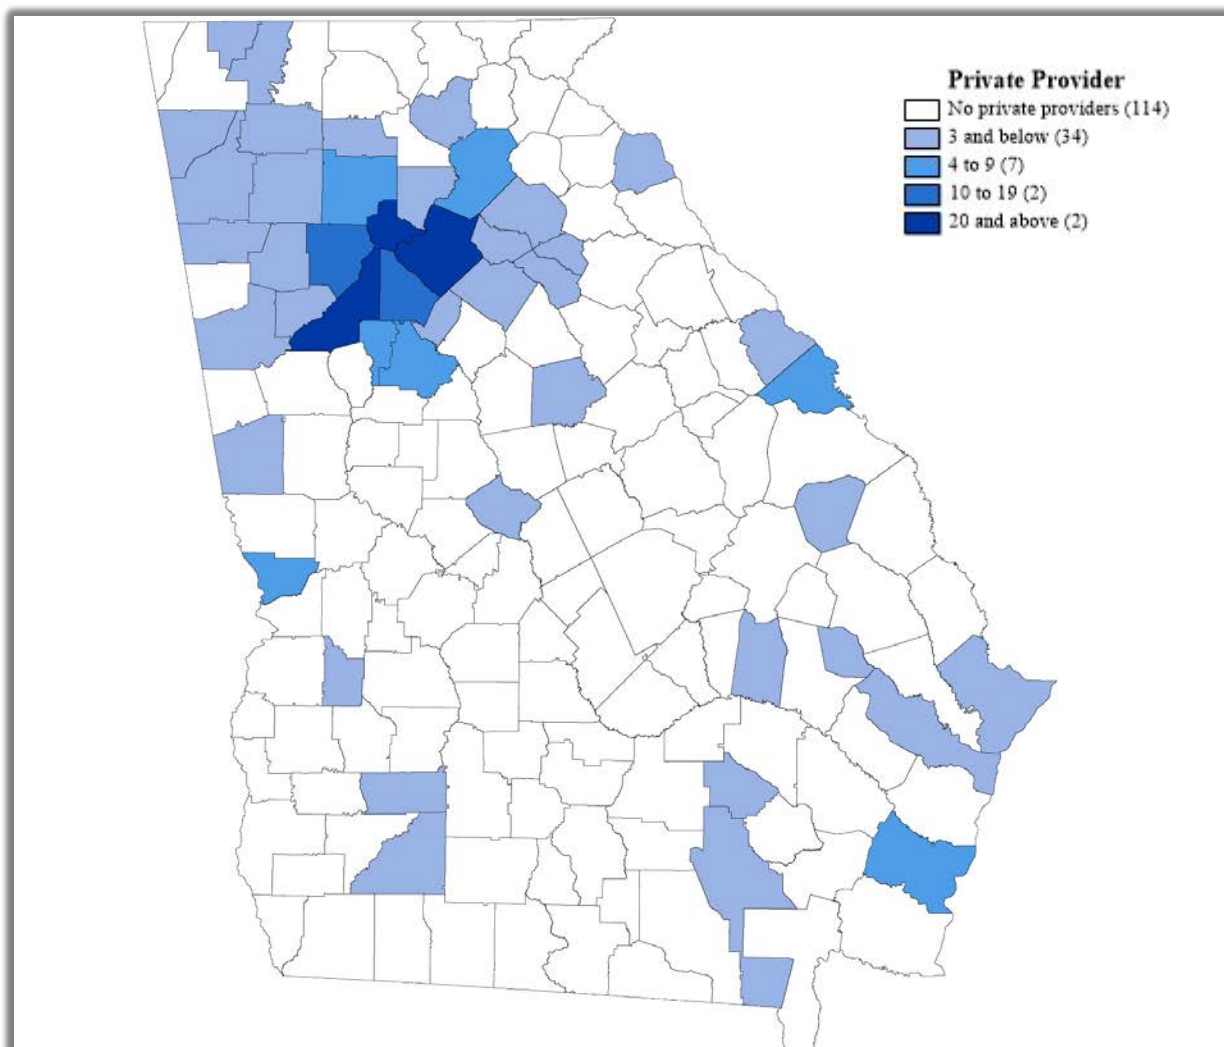 Private Provider
No private providers (114)
3 and below (34)
4 to 9 (7)
10 to 19 (2)
20 and above (2)